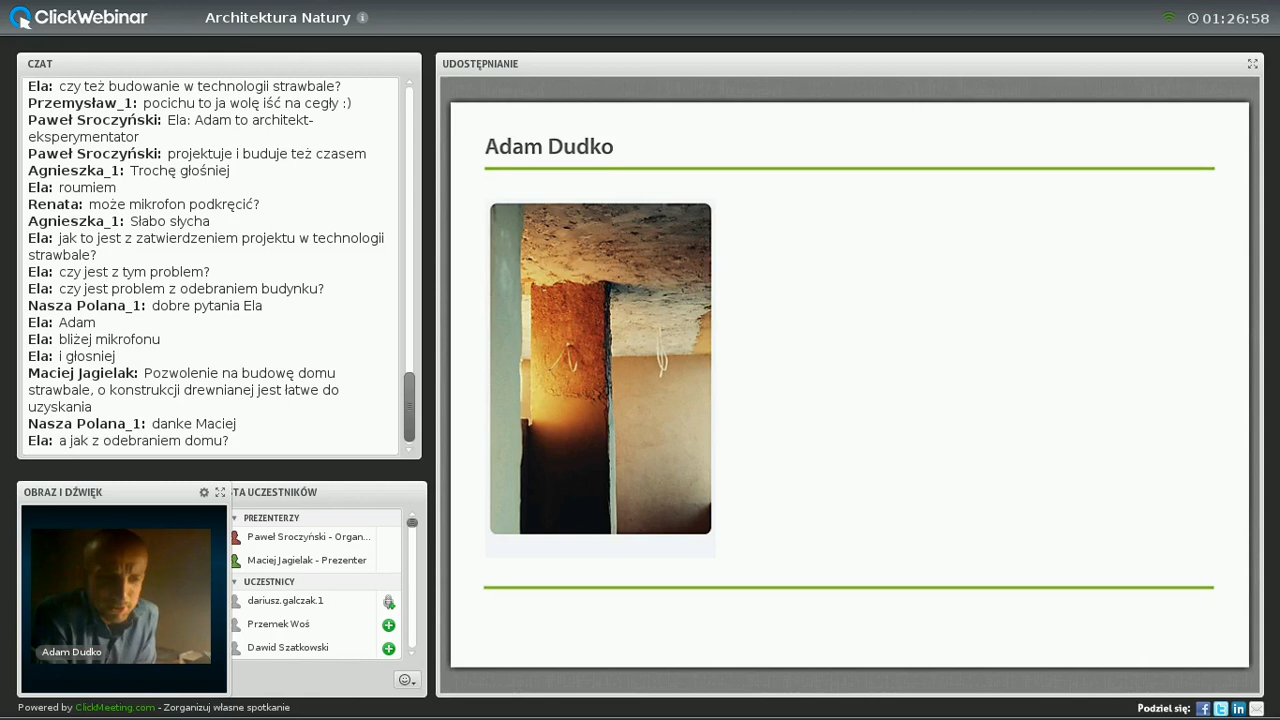 ClickWebinar
Architektura Natury
01:26:58
CZAT
Ela: czy też budowanie w technologii strawbale?
Przemysław_1: pocichu to ja wolę iść na cegły :)
Paweł Sroczyński: Ela: Adam to architekt-
eksperymentator
Paweł Sroczyński: projektuje i buduje też czasem
Agnieszka_1: Trochę głośniej
Ela: roumiem
Renata: może mikrofon podkręcić?
Agnieszka_1: Słabo słycha
Ela: jak to jest z zatwierdzeniem projektu w technologii
strawbale?
Ela: czy jest z tym problem?
Ela: czy jest problem z odebraniem budynku?
Nasza Polana_1: dobre pytania Ela
Ela: Adam
Ela: bliżej mikrofonu
Ela: i głosniej
Maciej Jagielak: Pozwolenie na budowę domu
strawbale, o konstrukcji drewnianej jest łatwe do
uzyskania
Nasza Polana_1: danke Maciej
Ela: a jak z odebraniem domu?
UDOSTĘPNIANIE
Adam Dudko
OBRAZ I DŹWIĘK
Adam Dudko
TA UCZESTNIKÓW
PREZENTERZY
Paweł Sroczyński - Organ...
Maciej Jagielak - Prezenter
UCZESTNICY
dariusz.galczak.1
Przemek Woś
Dawid Szatkowski
Powered by ClickMeeting.com - Zorganizuj własne spotkanie
Podziel się: